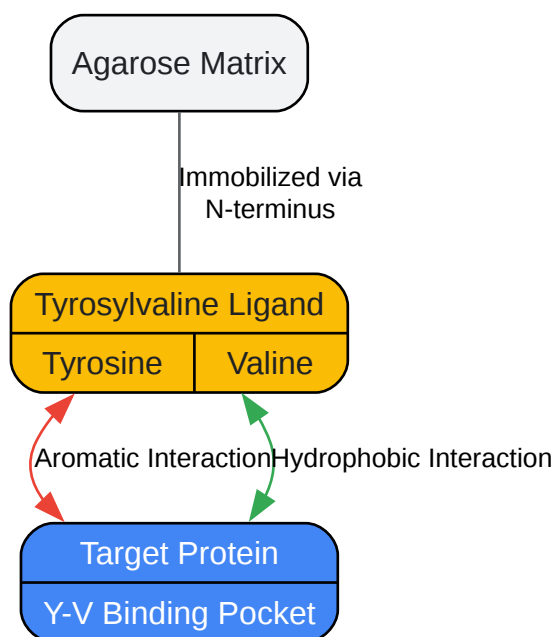 Agarose Matrix
Immobilized via
N-terminus
Tyrosylvaline Ligand
Tyrosine
Valine
Aromatic Interaction
Hydrophobic Interaction
Target Protein
Y-V Binding Pocket